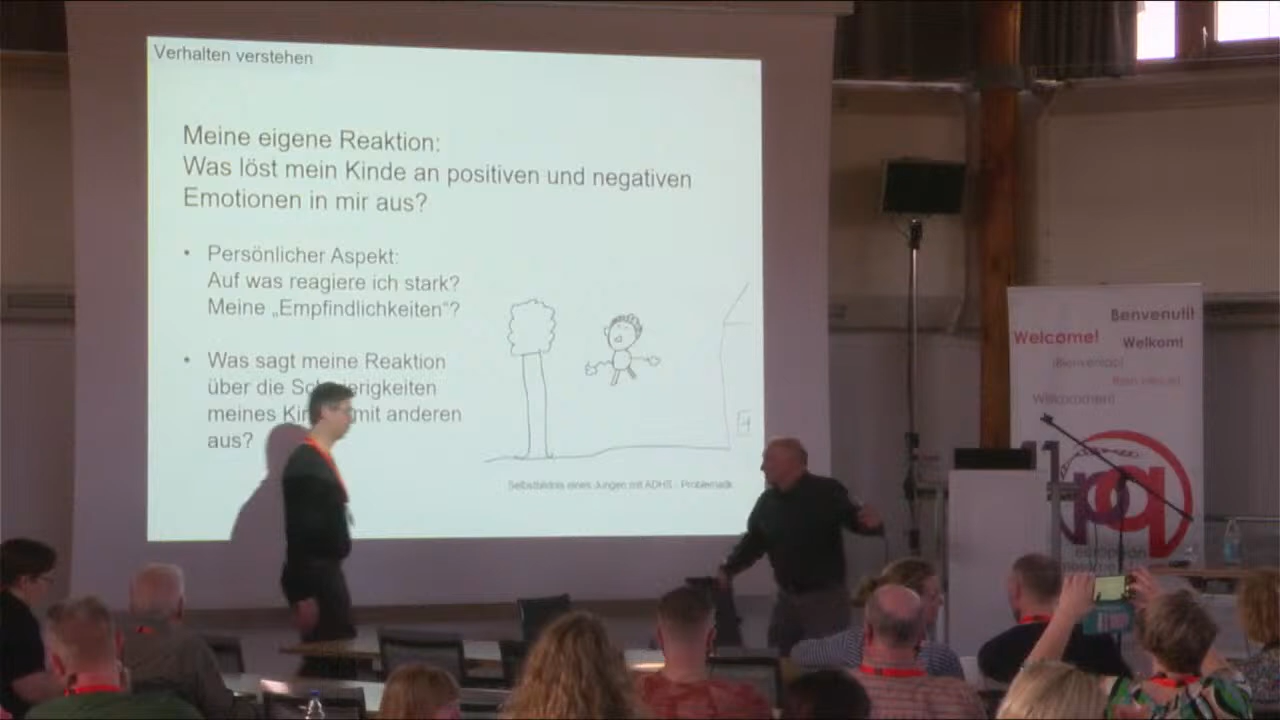 Verhalten verstehen
Meine eigene Reaktion:
Was löst mein Kinde an positiven und negativen
Emotionen in mir aus?
• Persönlicher Aspekt:
Auf was reagiere ich stark?
Meine „Empfindlichkeiten“?
• Was sagt meine Reaktion
über die
meines mit anderen
aus?
Selbstbildnis eines Jungen mit ADHS - Problematik
Benvenuti!
Welcome!
Welkom!
¡Bienvenido!
Willkommen!